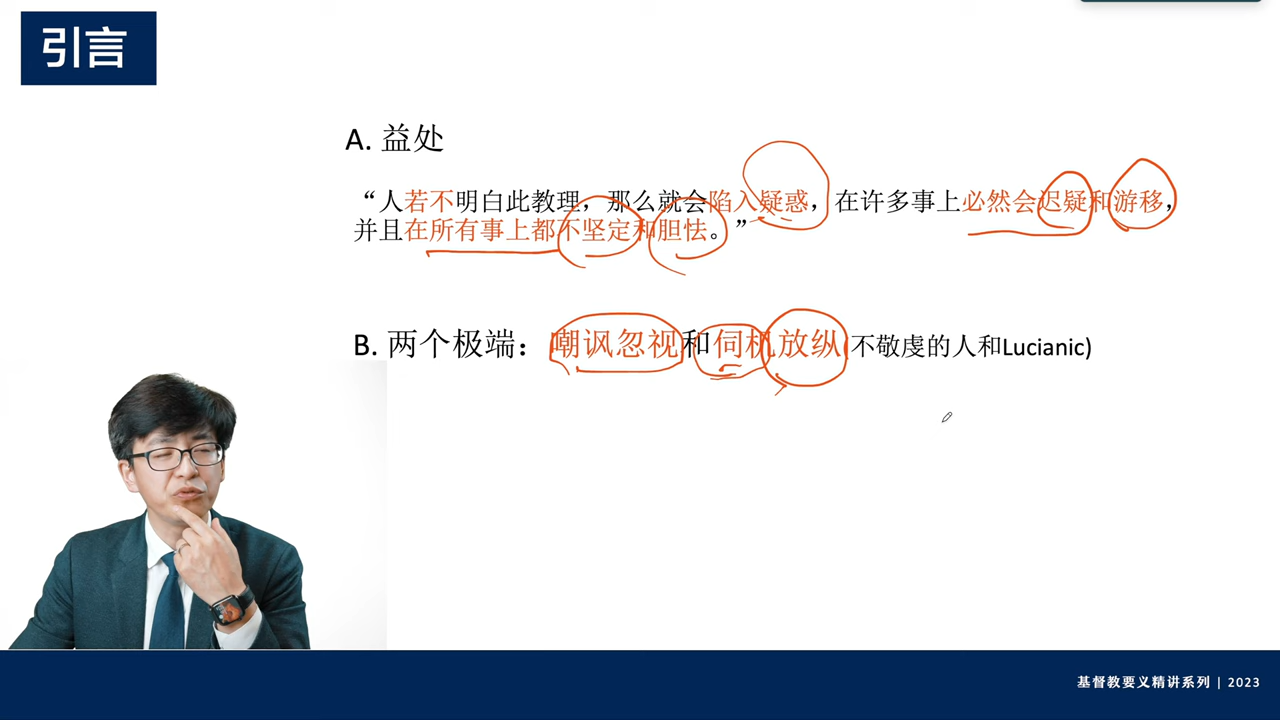 引言
A. 益处
“人若不明白此教理，那么就会陷入疑惑，在许多事上必然会迟疑和游移，
并且在所有事上都不坚定和胆怯。”
B. 两个极端：嘲讽忽视和伺机放纵 不敬虔的人和Lucianic)
基督教要义精讲系列 | 2023